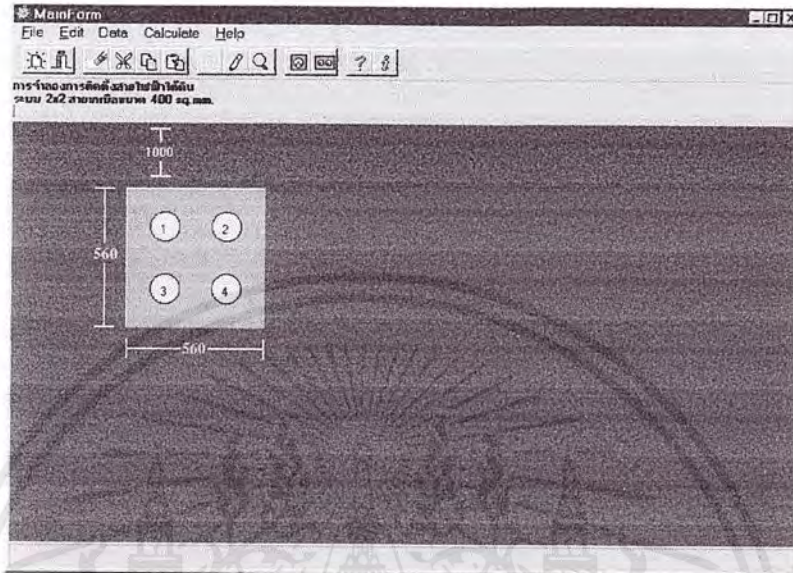 MainForm
File Edit Data Calculate Help
การจำลองการติดตั้งสายไฟฟ้าใต้ดิน
ระบบ 2x2 สายเคเบิลขนาด 400 sq.mm.
1000
1 2
560
3 4
560